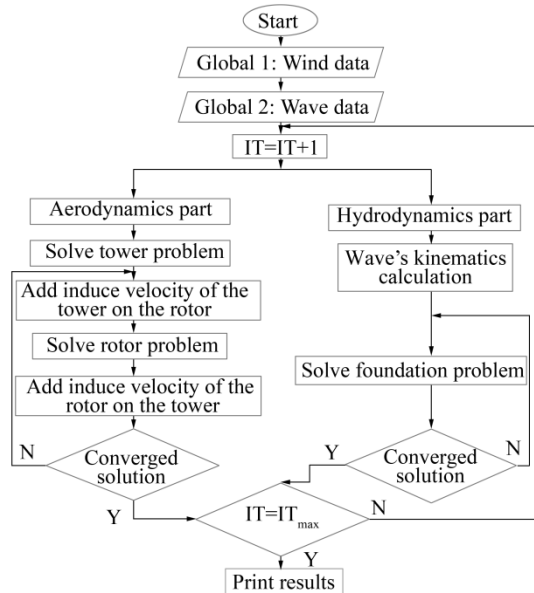 Start
Global 1: Wind data
Global 2: Wave data
IT=IT+1
Aerodynamics part
Solve tower problem
Add induce velocity of the
tower on the rotor
Solve rotor problem
Add induce velocity of the
rotor on the tower
N
Converged
solution
Y
Hydrodynamics part
Wave's kinematics
calculation
Solve foundation problem
Y
Converged
solution
N
IT=ITmax
N
Y
Print results